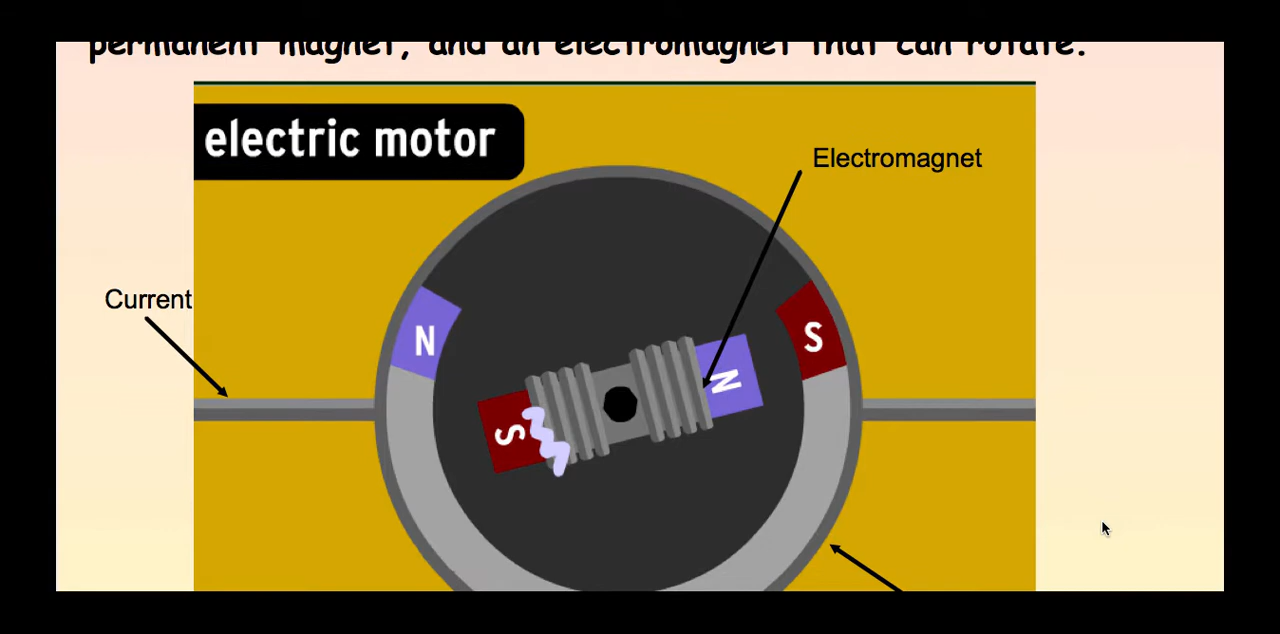 permanent magnet, and an electromagnet that can rotate.
electric motor
Electromagnet
Current
N
S
N
S